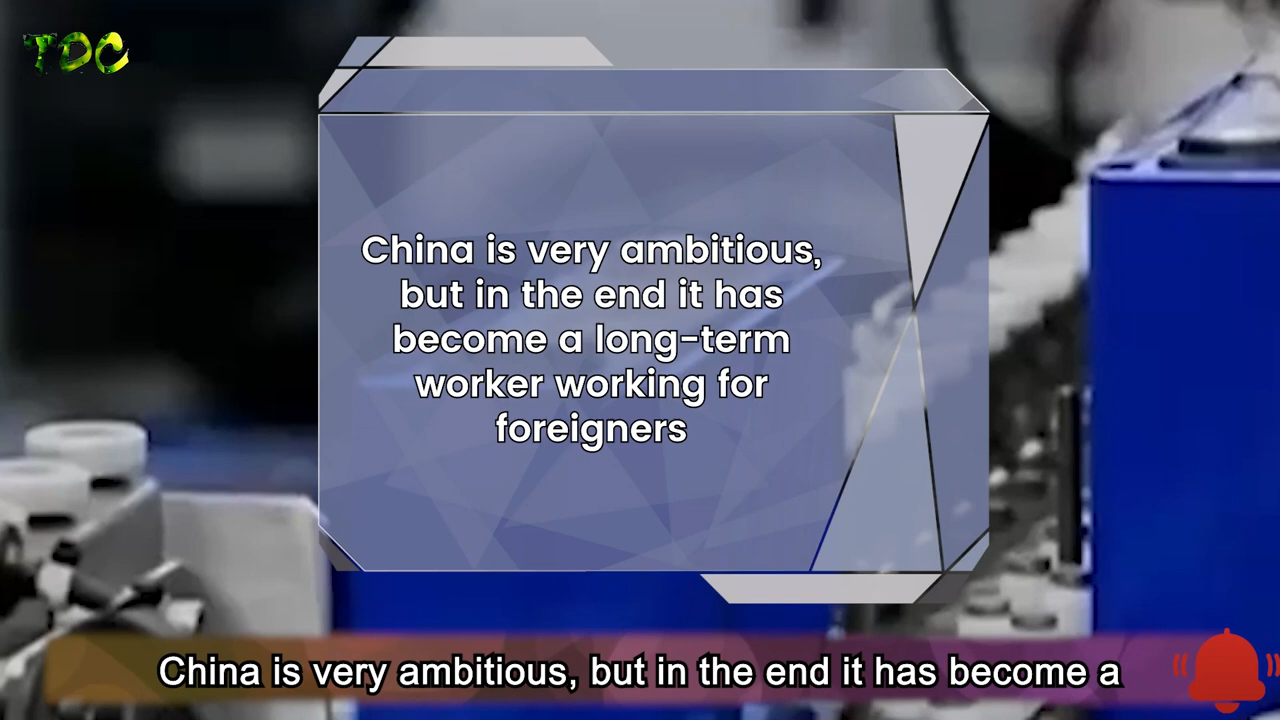 TDC
China is very ambitious,
but in the end it has
become a long-term
worker working for
foreigners
China is very ambitious, but in the end it has become a